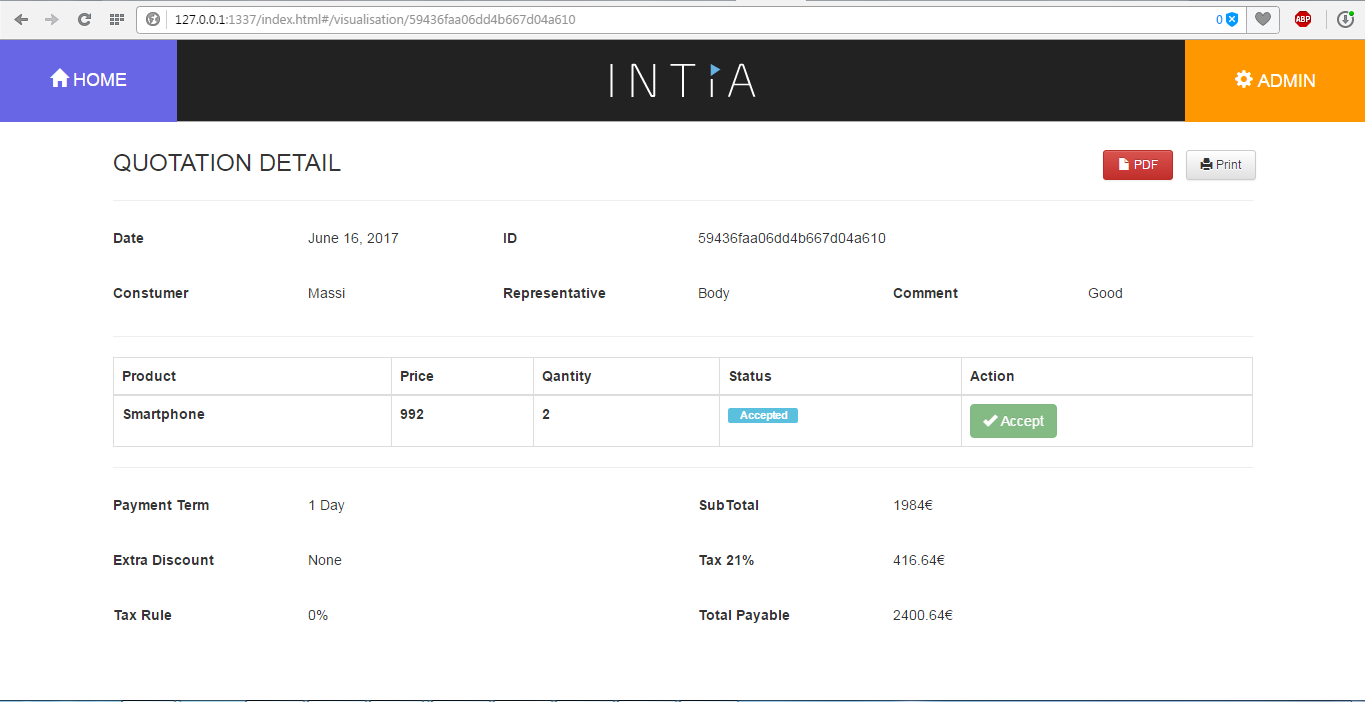 127.0.0.1:1337/index.html#/visualisation/59436faa06dd4b667d04a610 0 ABP
HOME INTiA ADMIN
QUOTATION DETAIL PDF Print
Date June 16, 2017 ID 59436faa06dd4b667d04a610
Constumer Massi Representative Body Comment Good
Product Price Qantity Status Action
Smartphone 992 2 Accepted Accept
Payment Term 1 Day SubTotal 1984€
Extra Discount None Tax 21% 416.64€
Tax Rule 0% Total Payable 2400.64€